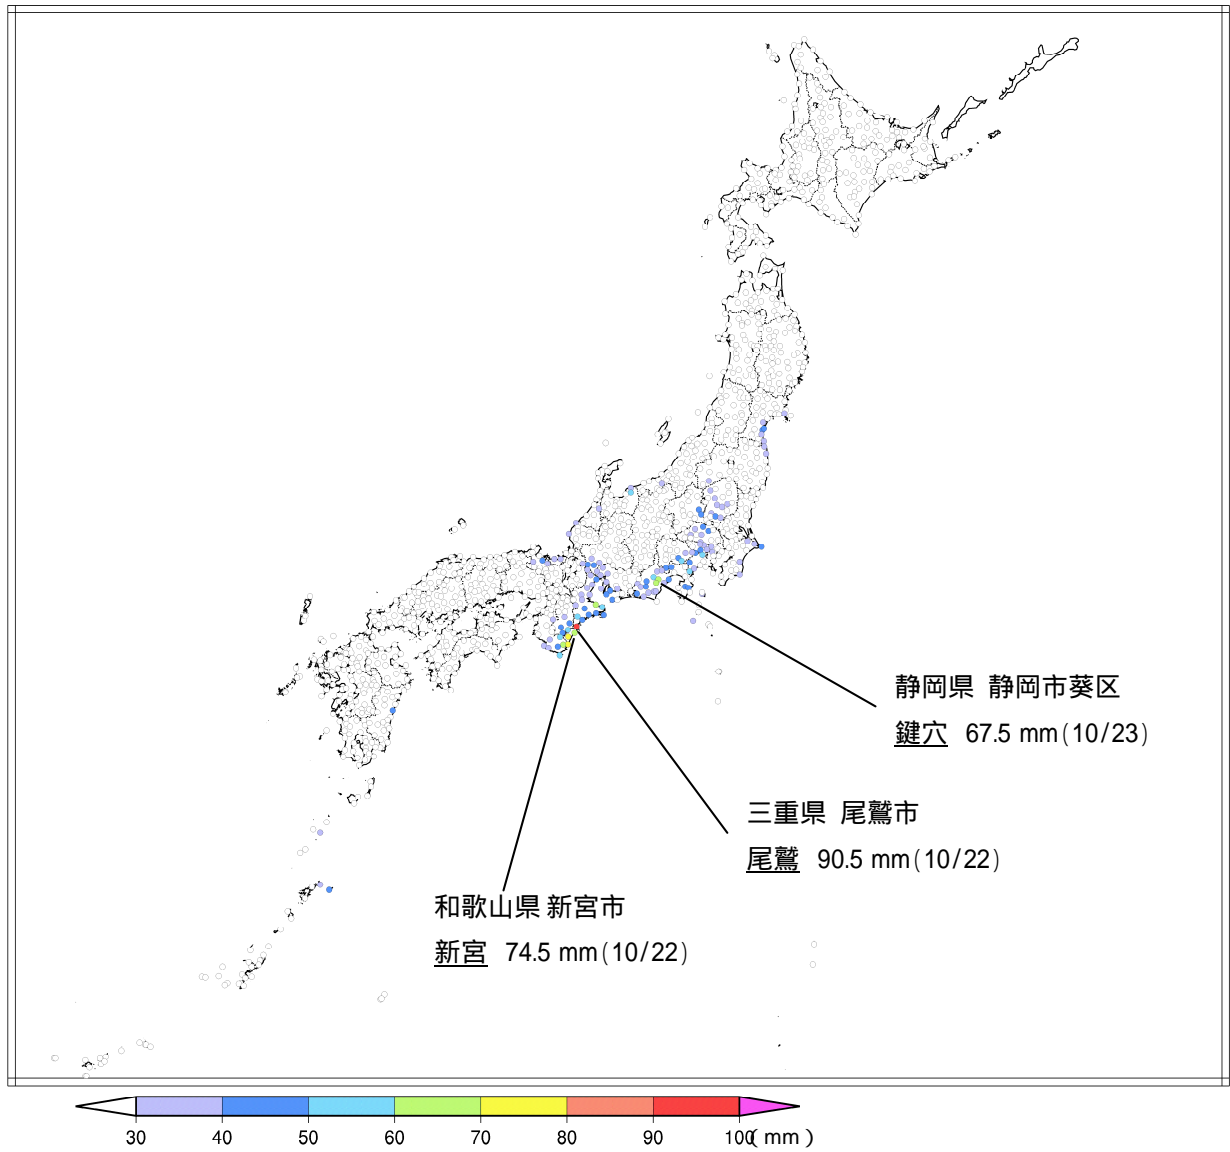 静岡県 静岡市葵区
鍵穴 67.5 mm(10/23)
三重県 尾鷲市
尾鷲 90.5 mm(10/22)
和歌山県 新宮市
新宮 74.5 mm(10/22)
30 40 50 60 70 80 90 100(mm)